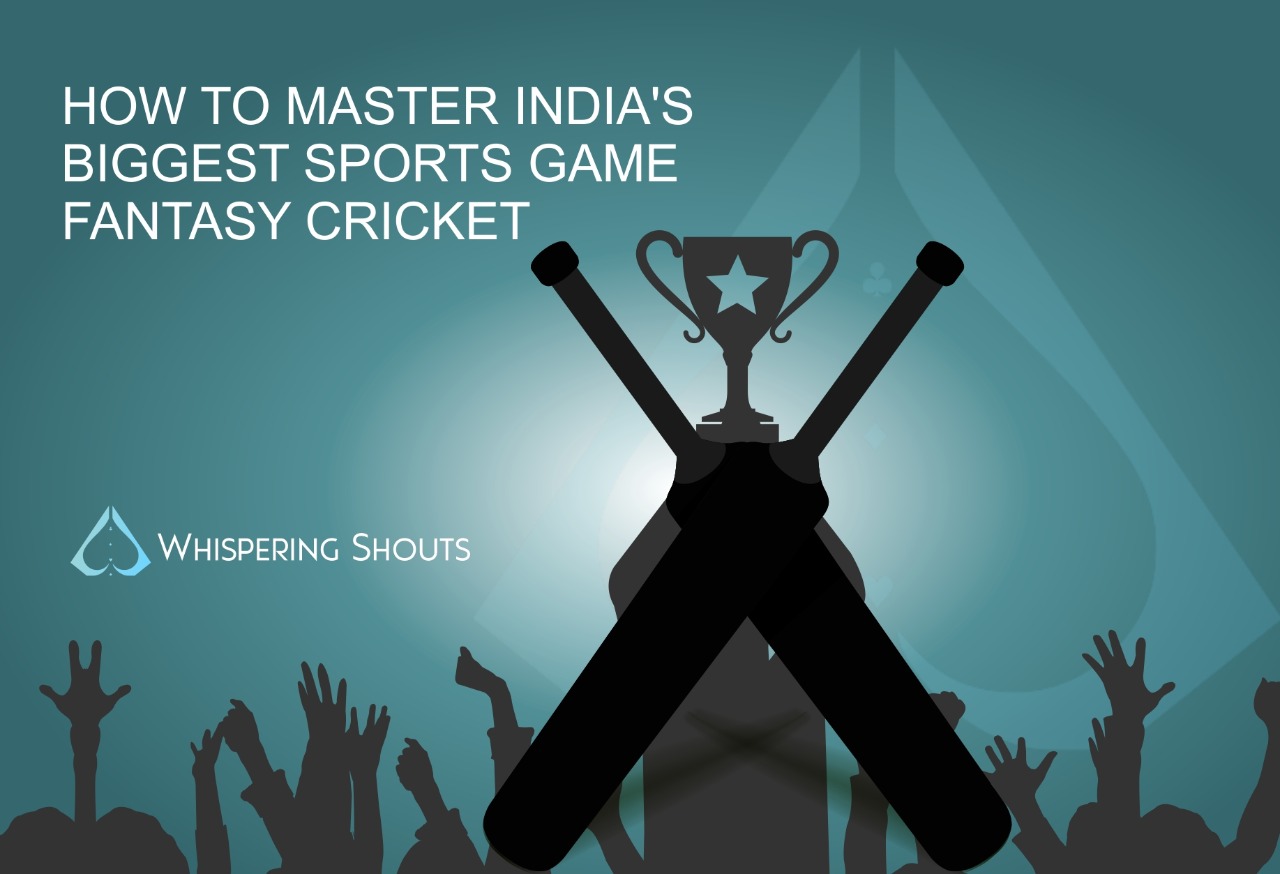 HOW TO MASTER INDIA'S
BIGGEST SPORTS GAME
FANTASY CRICKET
WHISPERING SHOUTS